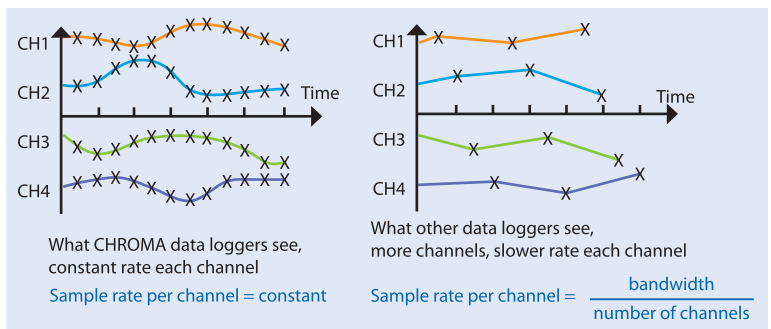 CH1
CH2
Time
CH3
CH4
What CHROMA data loggers see,
constant rate each channel
Sample rate per channel = constant
CH1
CH2
Time
CH3
CH4
What other data loggers see,
more channels, slower rate each channel
Sample rate per channel = bandwidth
number of channels